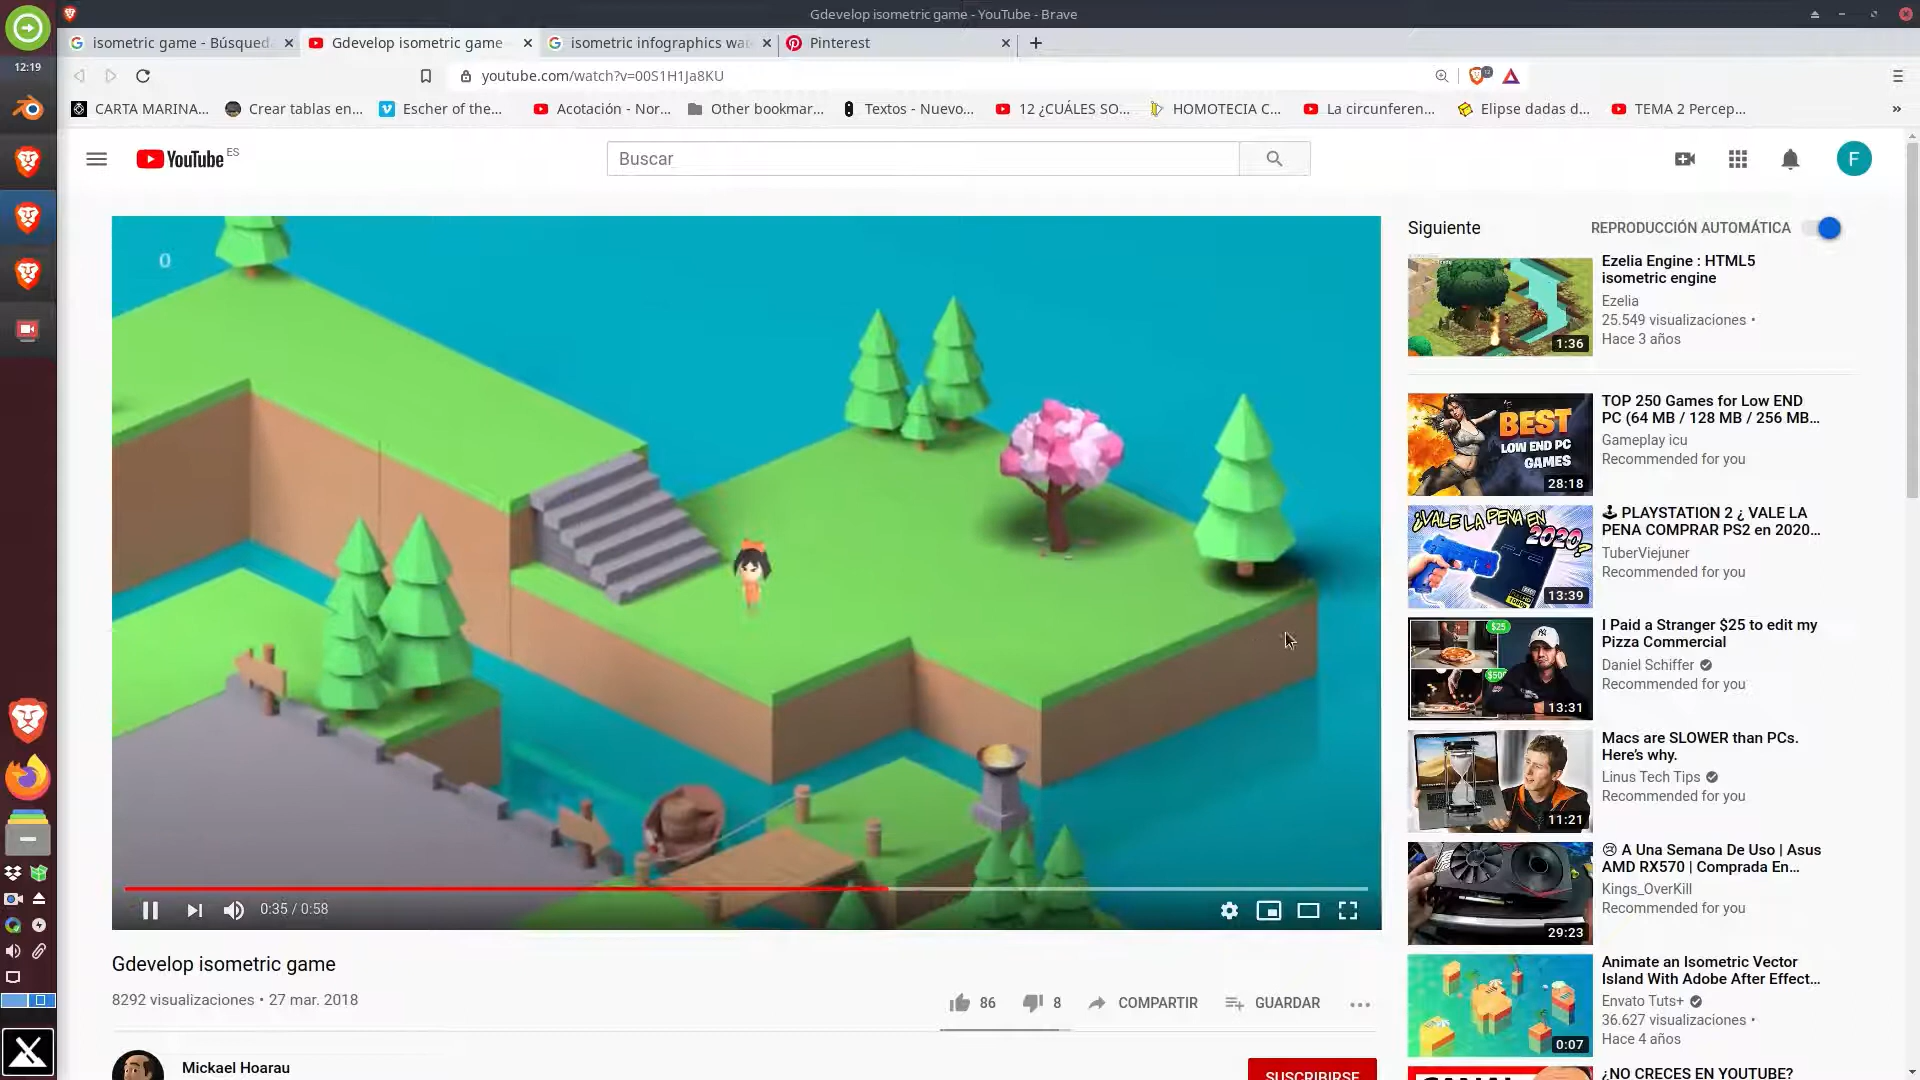 Gdevelop isometric game - YouTube - Brave
12:19
isometric game - Búsqued
Gdevelop isometric game
isometric infographics wa
Pinterest
youtube.com/watch?v=00S1H1Ja8KU
CARTA MARINA...
Crear tablas en...
Escher of the...
Acotación - Nor...
Other bookmar...
Textos - Nuevo...
12 ¿CUÁLES SO...
HOMOTECIA C...
La circunferen...
Elipse dadas d...
TEMA 2 Percep...
YouTube ES
Buscar
F
0
0:35 / 0:58
Gdevelop isometric game
8292 visualizaciones • 27 mar. 2018
86
8
COMPARTIR
GUARDAR
Mickael Hoarau
SUSCRIBIRSE
Siguiente
REPRODUCCIÓN AUTOMÁTICA
1:36
Ezelia Engine : HTML5
isometric engine
Ezelia
25.549 visualizaciones •
Hace 3 años
BEST
LOW END PC
GAMES
28:18
TOP 250 Games for Low END
PC (64 MB / 128 MB / 256 MB...
Gameplay icu
Recommended for you
¿VALE LA PENA EN
2020?
13:39
PLAYSTATION 2 ¿ VALE LA
PENA COMPRAR PS2 en 2020...
TuberViejuner
Recommended for you
$25
13:31
I Paid a Stranger $25 to edit my
Pizza Commercial
Daniel Schiffer
Recommended for you
11:21
Macs are SLOWER than PCs.
Here's why.
Linus Tech Tips
Recommended for you
29:23
A Una Semana De Uso | Asus
AMD RX570 | Comprada En...
Kings_OverKill
Recommended for you
0:07
Animate an Isometric Vector
Island With Adobe After Effect...
Envato Tuts+
36.627 visualizaciones •
Hace 4 años
¿NO CRECES EN YOUTUBE?